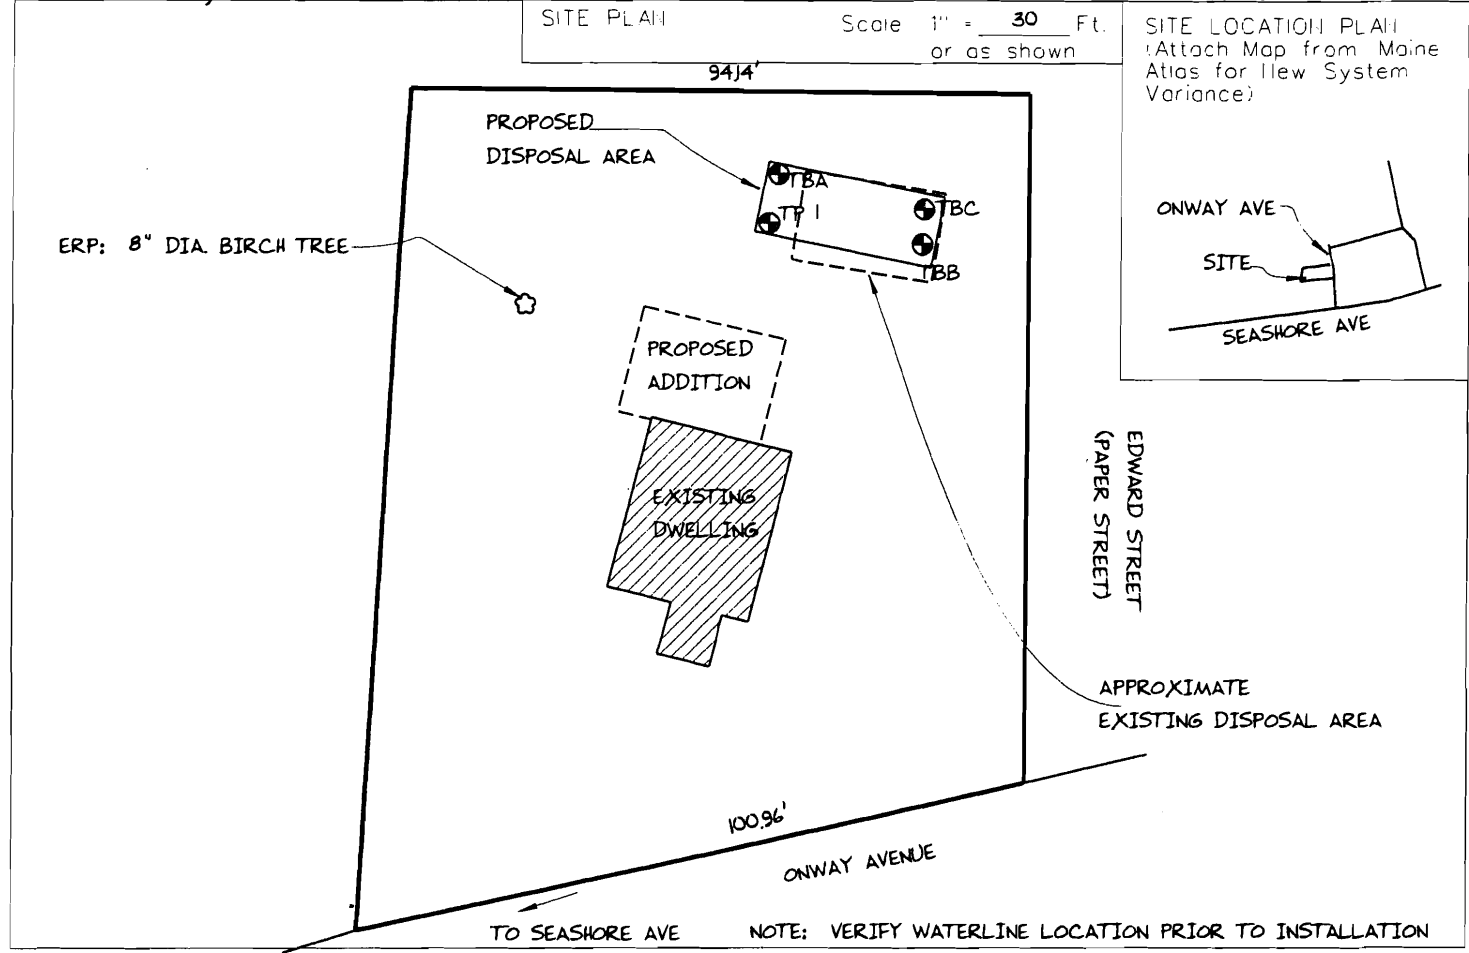 SITE PLAN
Scale 1" = 30 Ft.
or as shown
SITE LOCATION PLAN
(Attach Map from Maine
Atlas for New System
Variance)
94.14'
PROPOSED
DISPOSAL AREA
TBA
TP 1
TBC
TBB
ERP: 8" DIA. BIRCH TREE
ONWAY AVE
SITE
SEASHORE AVE
PROPOSED
ADDITION
EXISTING
DWELLING
EDWARD STREET
(PAPER STREET)
APPROXIMATE
EXISTING DISPOSAL AREA
100.96'
ONWAY AVENUE
TO SEASHORE AVE
NOTE: VERIFY WATERLINE LOCATION PRIOR TO INSTALLATION